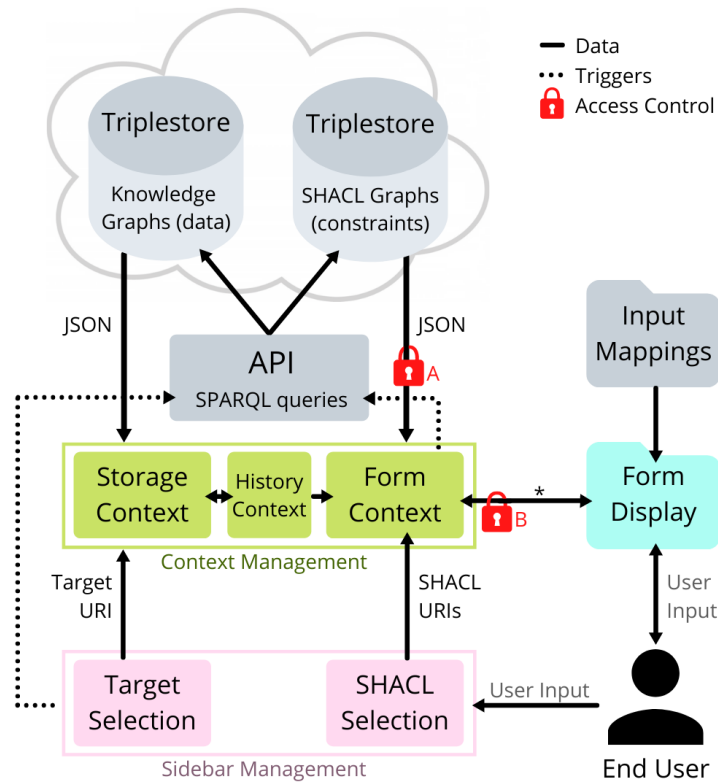 Data
Triggers
Access Control
Triplestore
Triplestore
Knowledge
Graphs (data)
SHACL Graphs
(constraints)
JSON
JSON
API
SPARQL queries
A
Input
Mappings
Storage
Context
History
Context
Form
Context
*
B
Form
Display
Context Management
Target
URI
SHACL
URIs
User
Input
Target
Selection
SHACL
Selection
User Input
Sidebar Management
End User